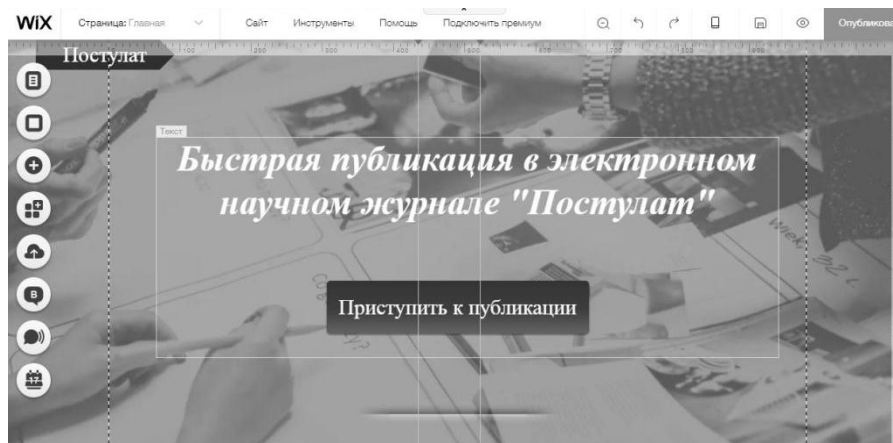 WiX Страница: Главная Сайт Инструменты Помощь Подключить премиум Опубликова
Постулат
Текст
Быстрая публикация в электронном
научном журнале "Постулат"
Приступить к публикации
B
17